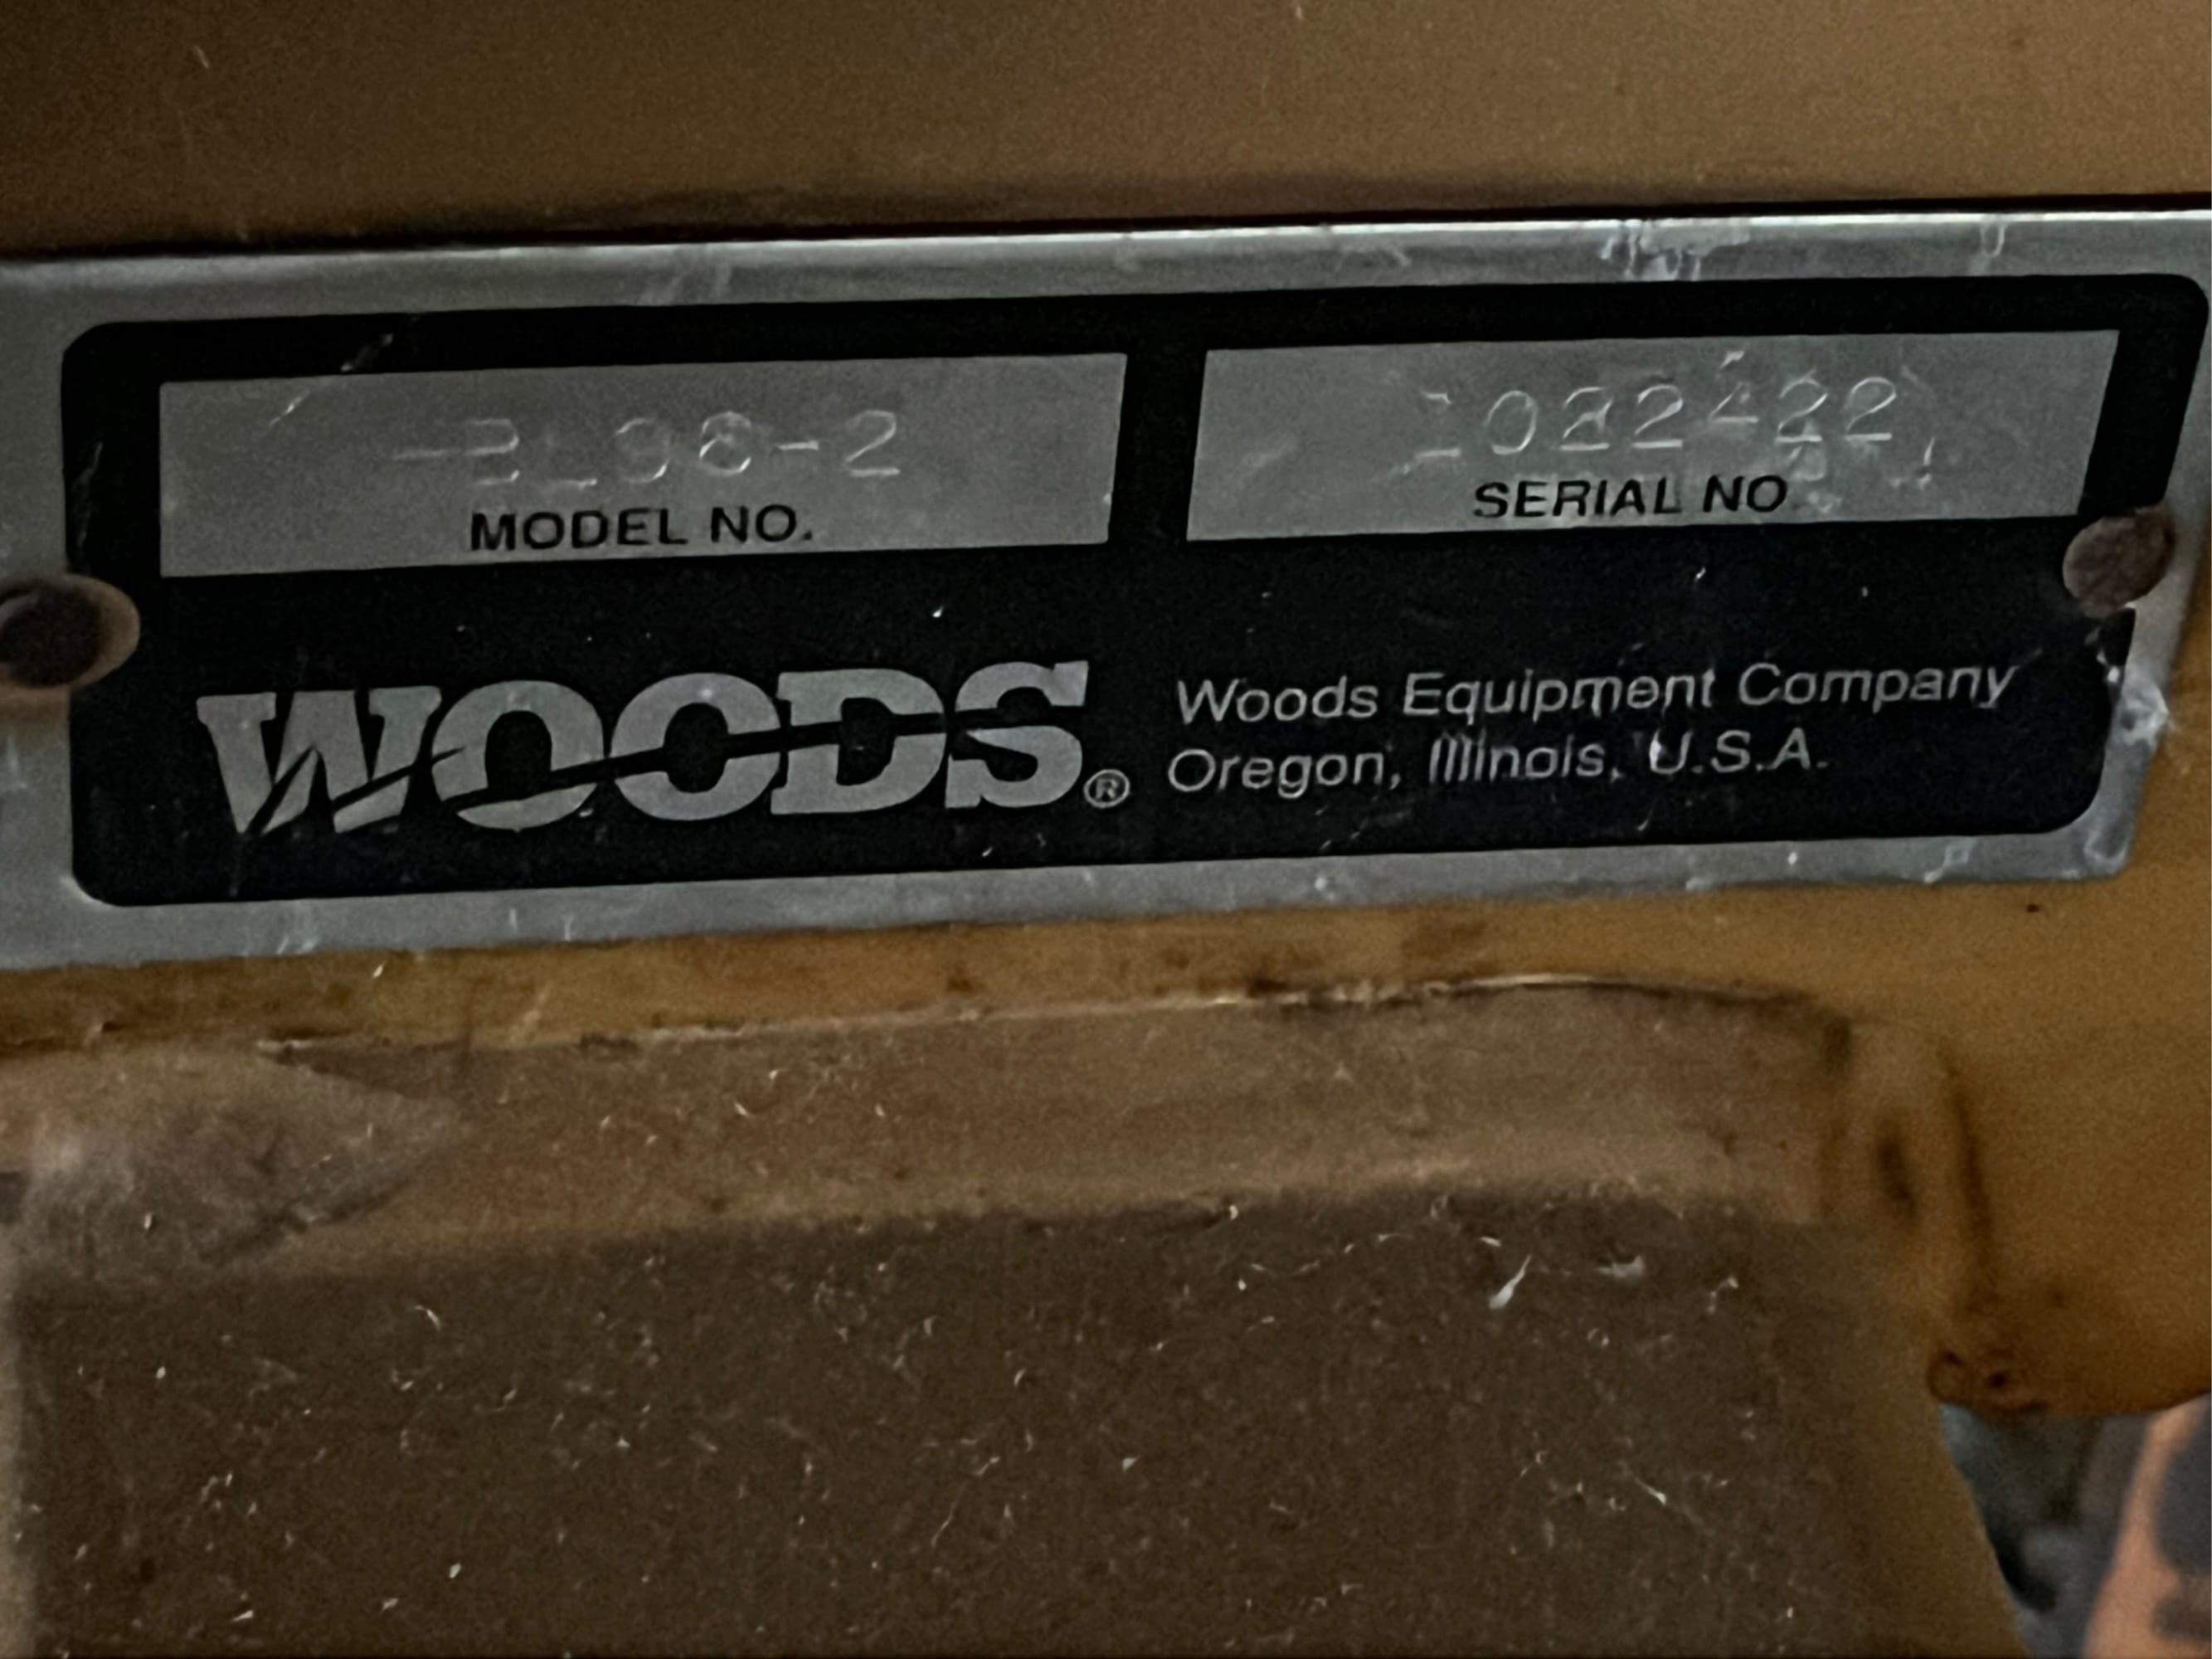 MODEL NO.
SERIAL NO
WOODS®
Woods Equipment Company
Oregon, Illinois, U.S.A.